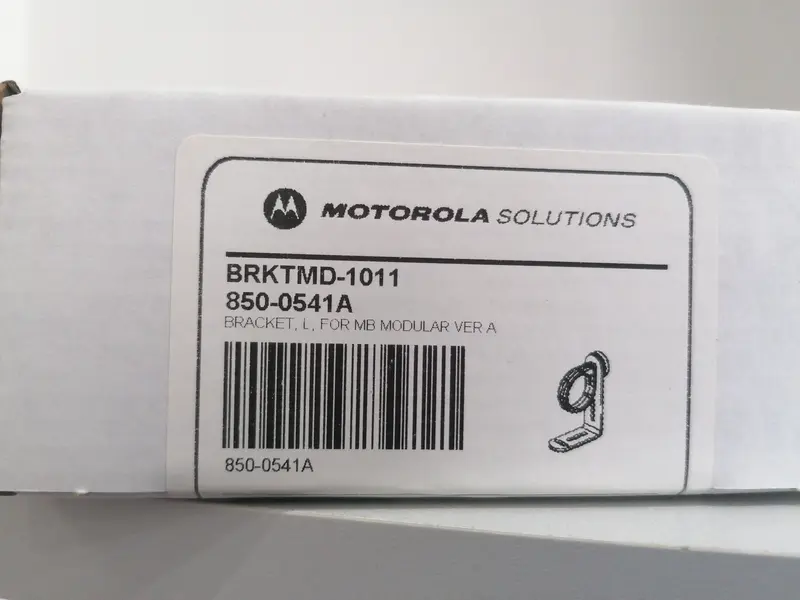 MOTOROLA SOLUTIONS
BRKTMD-1011
850-0541A
BRACKET, L, FOR MB MODULAR VER A
850-0541A